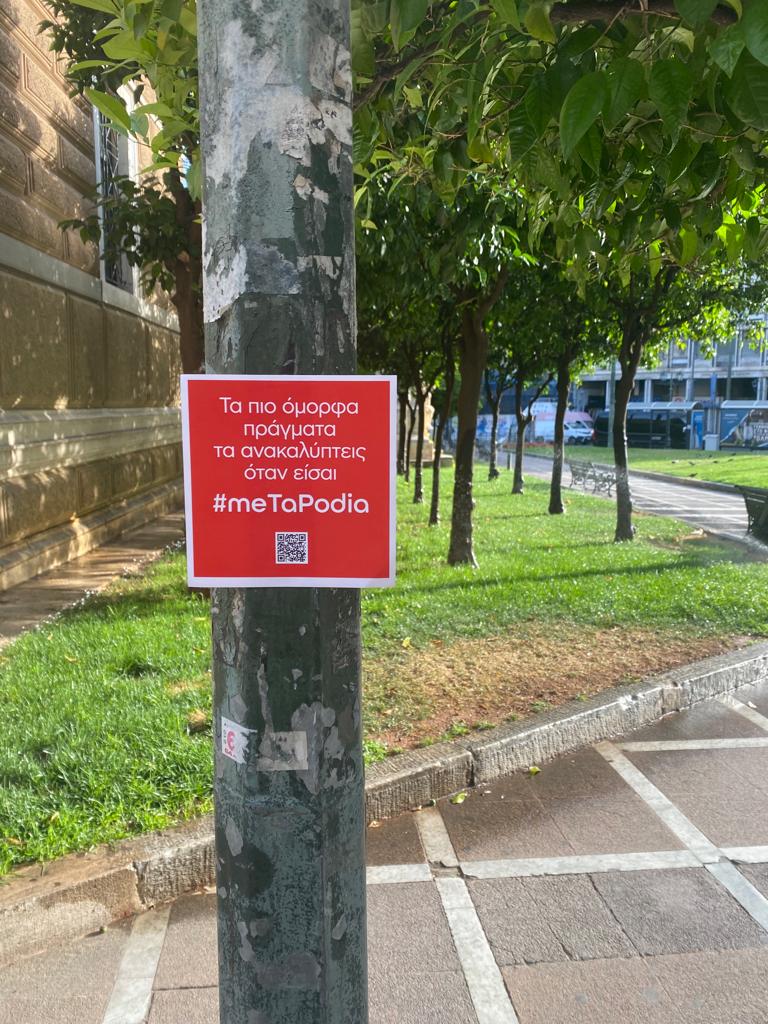 Τα πιο όμορφα
πράγματα
τα ανακαλύπτεις
όταν είσαι
#meTaPodia